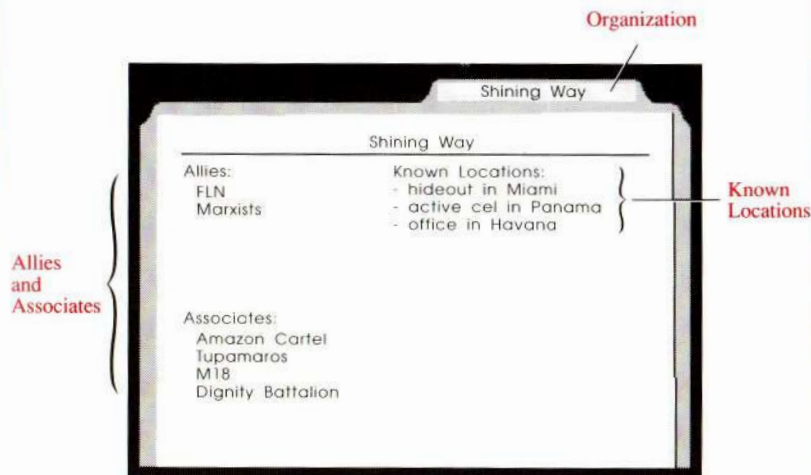 Organization
Shining Way
Shining Way
Allies:
FLN
Marxists
Known Locations:
- hideout in Miami
- active cel in Panama
- office in Havana
Known
Locations
Allies
and
Associates
Associates:
Amazon Cartel
Tupamaros
M18
Dignity Battalion